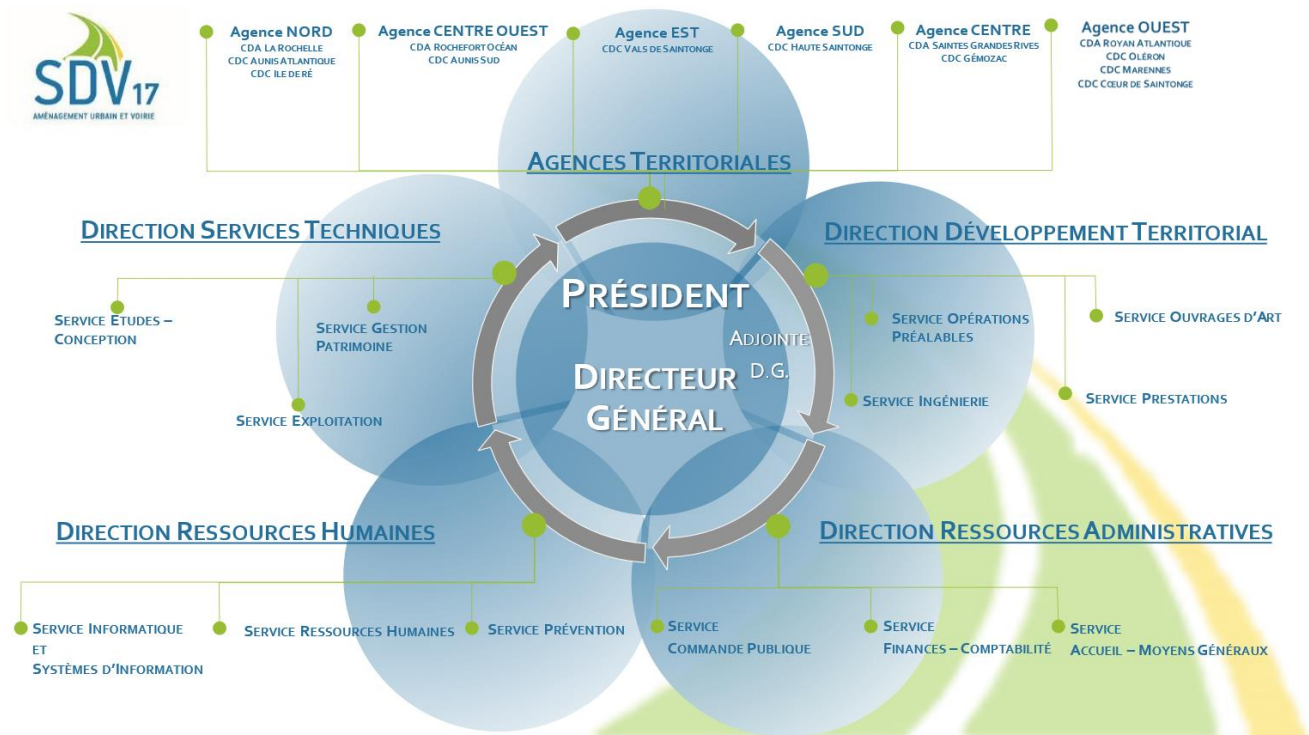 SDV17
AMÉNAGEMENT URBAIN ET VOIRIE
Agence NORD
CDA LA ROCHELLE
CDC AUNIS ATLANTIQUE
CDC ILE DE RÉ
Agence CENTRE OUEST
CDA ROCHEFORT OCÉAN
CDC AUNIS SUD
Agence EST
CDC VALS DE SAINTONGE
Agence SUD
CDC HAUTE SAINTONGE
Agence CENTRE
CDA SAINTES GRANDES RIVES
CDC GÉMOZAC
Agence OUEST
CDA ROYAN ATLANTIQUE
CDC OLÉRON
CDC MARENNES
CDC CŒUR DE SAINTONGE
AGENCES TERRITORIALES
DIRECTION SERVICES TECHNIQUES
SERVICE ETUDES –
CONCEPTION
SERVICE GESTION
PATRIMOINE
SERVICE EXPLOITATION
PRÉSIDENT
ADJOINTE
D.G.
DIRECTEUR
GÉNÉRAL
DIRECTION DÉVELOPPEMENT TERRITORIAL
SERVICE OPÉRATIONS
PRÉALABLES
SERVICE OUVRAGES D'ART
SERVICE INGÉNIERIE
SERVICE PRESTATIONS
DIRECTION RESSOURCES HUMAINES
SERVICE INFORMATIQUE
ET
SYSTÈMES D'INFORMATION
SERVICE RESSOURCES HUMAINES
SERVICE PRÉVENTION
DIRECTION RESSOURCES ADMINISTRATIVES
SERVICE
COMMANDE PUBLIQUE
SERVICE
FINANCES – COMPTABILITÉ
SERVICE
ACCUEIL – MOYENS GÉNÉRAUX